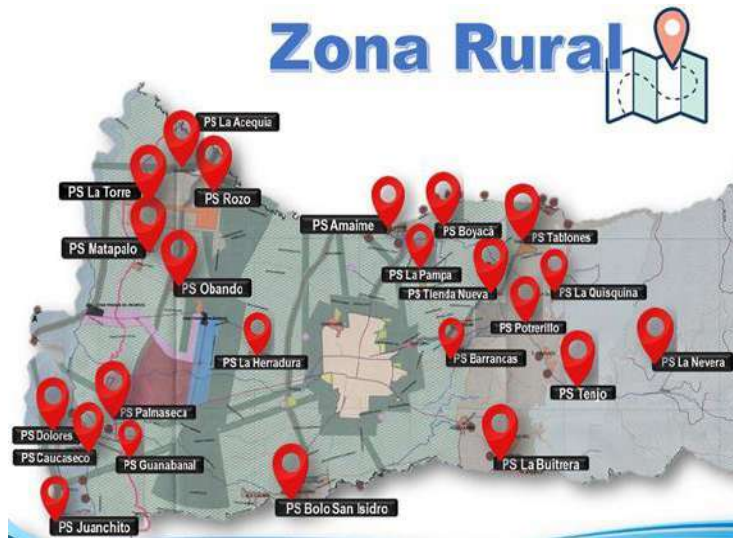 Zona Rural
PS La Acequia
PS La Torre
PS Rozo
PS Amaime
PS Boyacá
PS Tablones
PS Matapalo
PS Obando
PS La Pampa
PS Tienda Nueva
PS La Quisquina
PS Potrerillo
PS La Herradura
PS Barrancas
PS La Nevera
PS Tenjo
PS Palmaseca
PS Dolores
PS Caucaseco
PS Guanabanal
PS La Buitrera
PS Juanchito
PS Bolo San Isidro